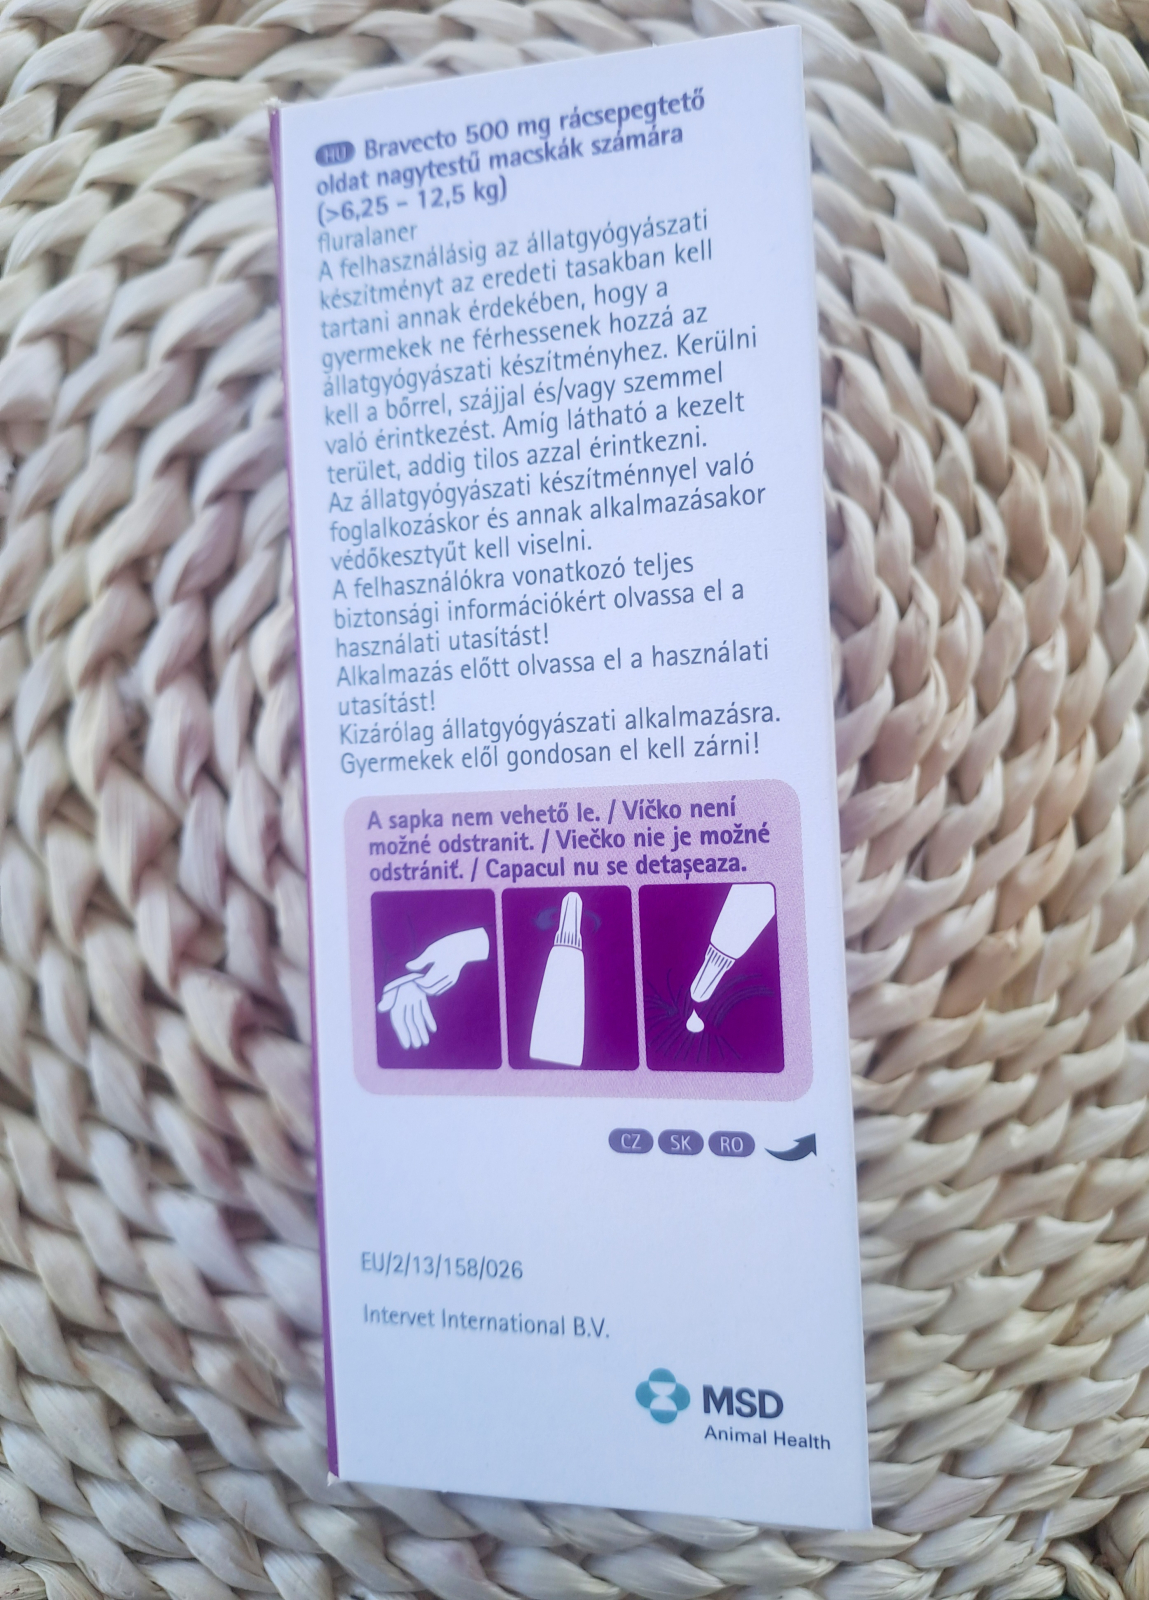 HU Bravecto 500 mg rácsepegtető
oldat nagytestű macskák számára
(>6,25 – 12,5 kg)
fluralaner
A felhasználásig az állatgyógyászati
készítményt az eredeti tasakban kell
tartani annak érdekében, hogy a
gyermekek ne férhessenek hozzá az
állatgyógyászati készítményhez. Kerülni
kell a bőrrel, szájjal és/vagy szemmel
való érintkezést. Amíg látható a kezelt
terület, addig tilos azzal érintkezni.
Az állatgyógyászati készítménnyel való
foglalkozáskor és annak alkalmazásakor
védőkesztyűt kell viselni.
A felhasználókra vonatkozó teljes
biztonsági információkért olvassa el a
használati utasítást!
Alkalmazás előtt olvassa el a használati
utasítást!
Kizárólag állatgyógyászati alkalmazásra.
Gyermekek elől gondosan el kell zárni!
A sapka nem vehető le. / Víčko není
možné odstranit. / Viečko nie je možné
odstrániť. / Capacul nu se detașeaza.
CZ SK RO
EU/2/13/158/026
Intervet International B.V.
MSD
Animal Health